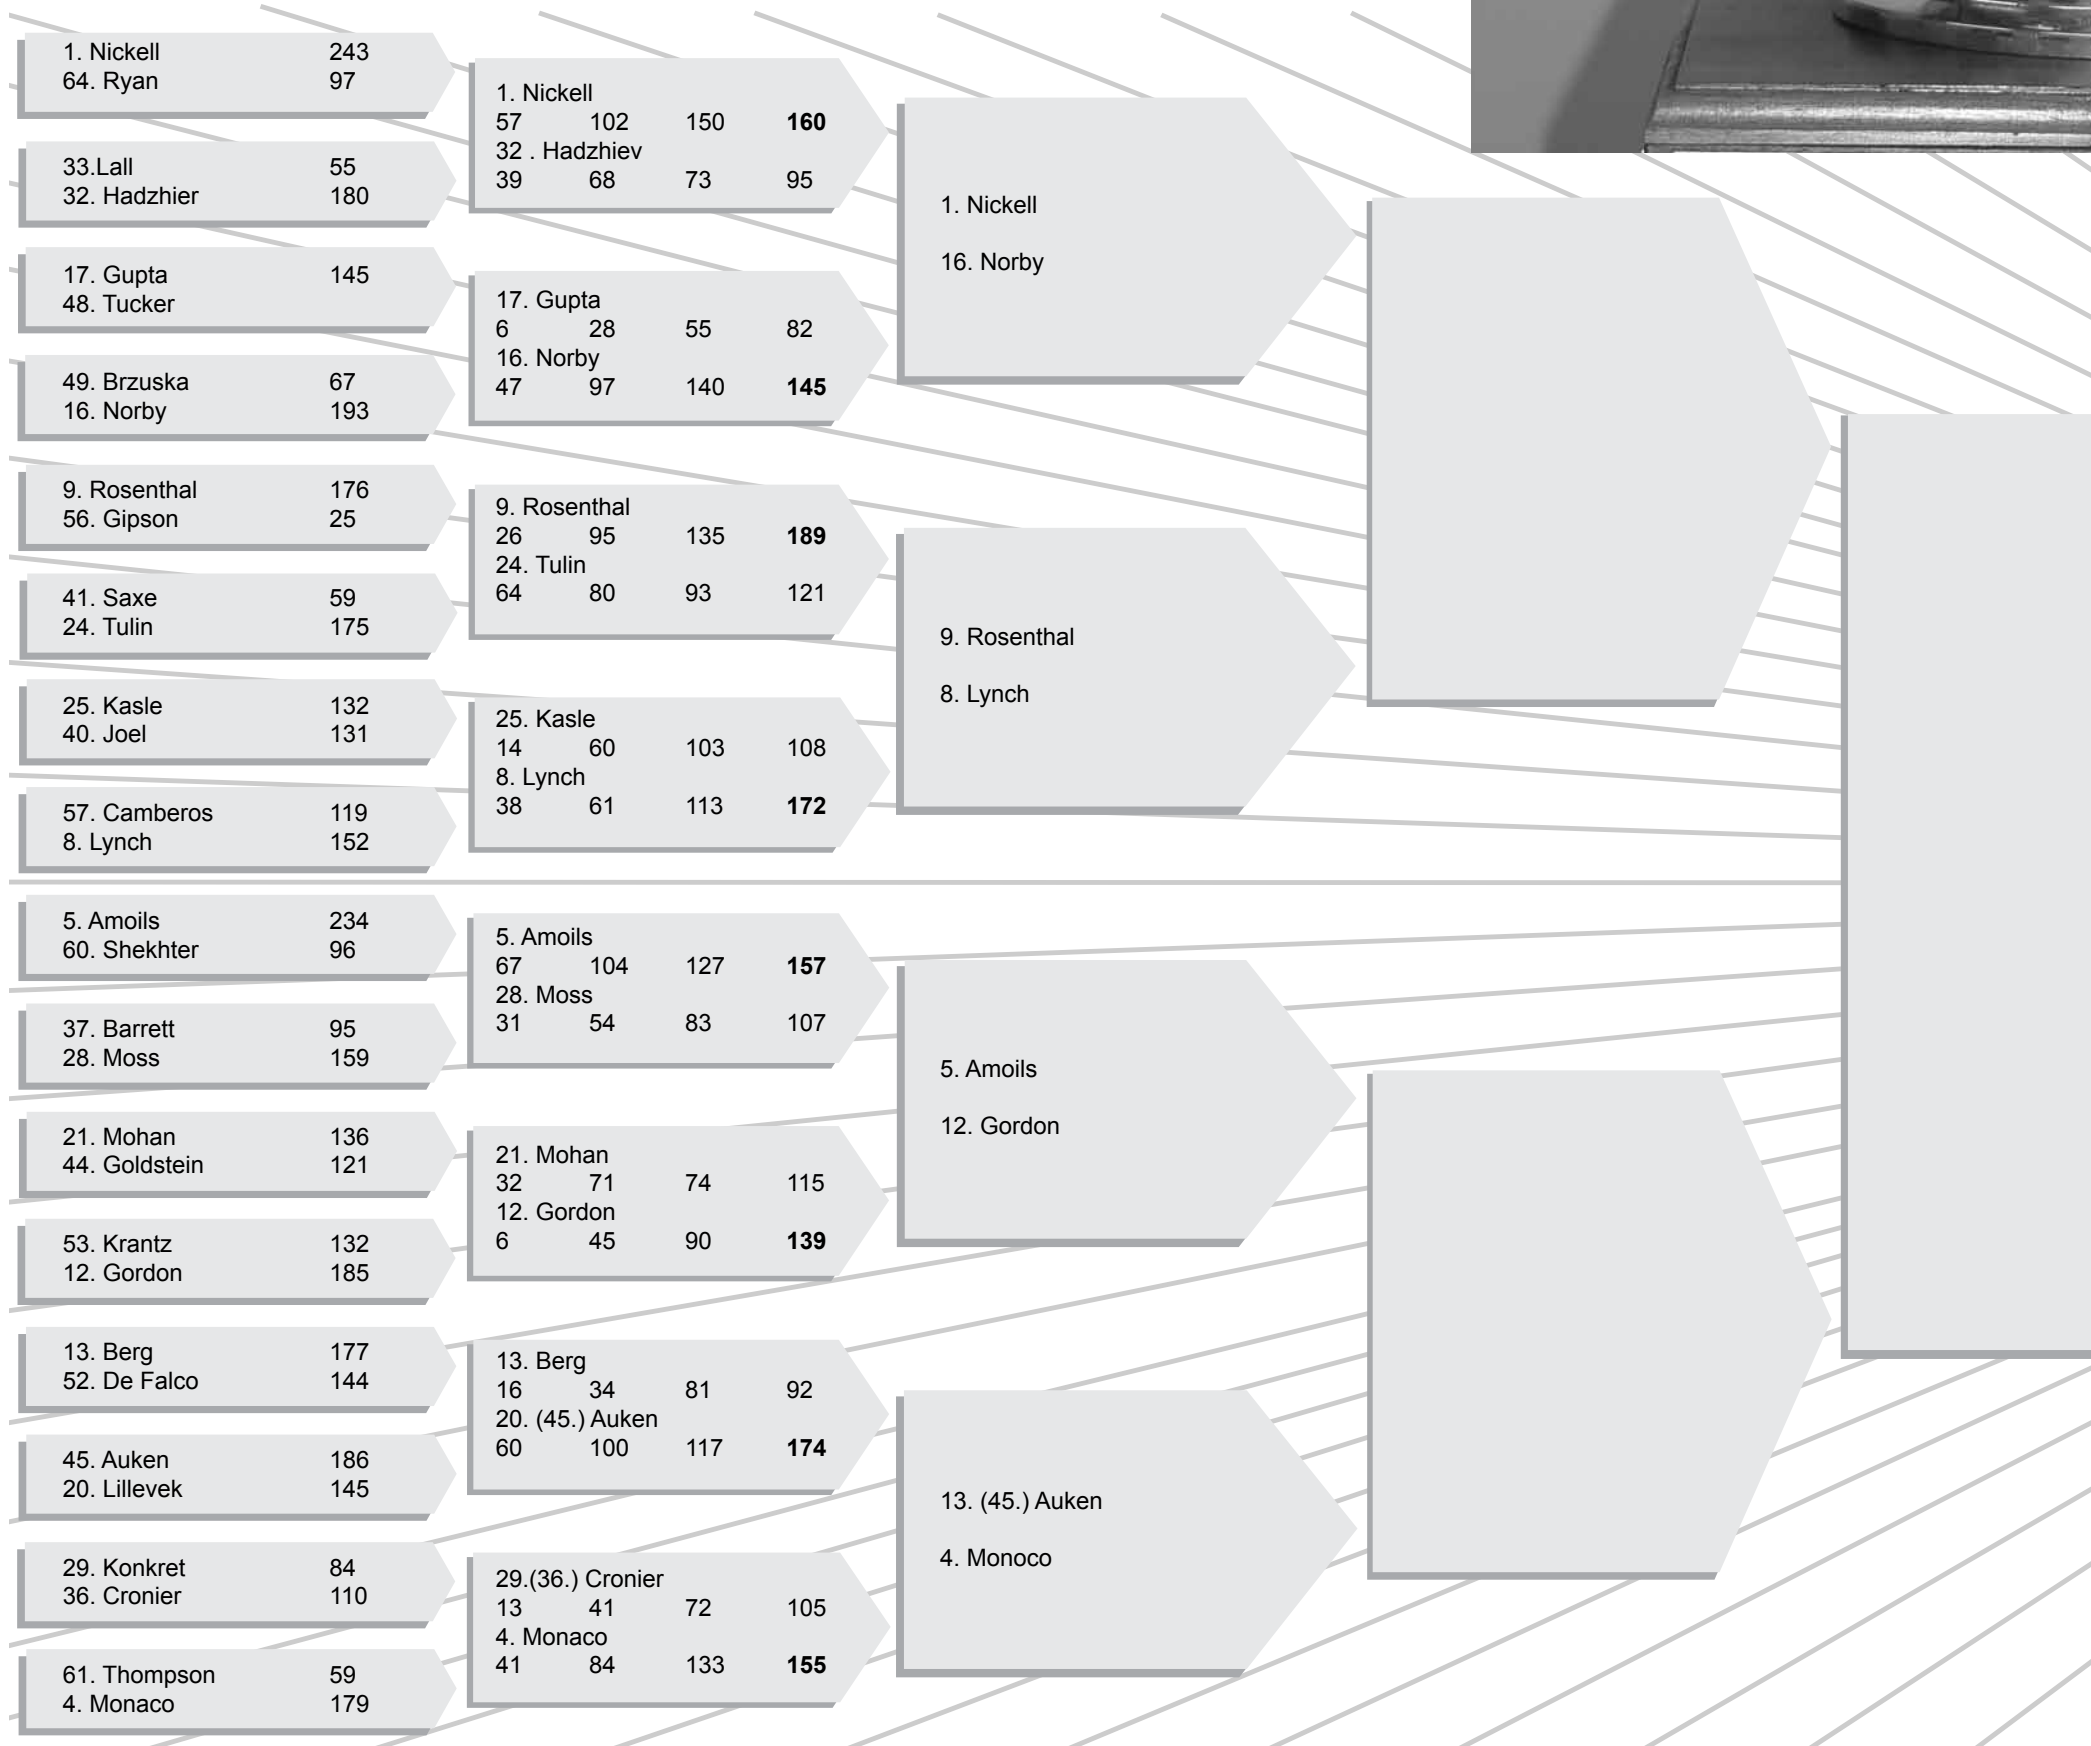 1. Nickell 243
64. Ryan 97
33.Lall 55
32. Hadzhier 180
17. Gupta 145
48. Tucker
49. Brzuska 67
16. Norby 193
9. Rosenthal 176
56. Gipson 25
41. Saxe 59
24. Tulin 175
25. Kasle 132
40. Joel 131
57. Camberos 119
8. Lynch 152
5. Amoils 234
60. Shekhter 96
37. Barrett 95
28. Moss 159
21. Mohan 136
44. Goldstein 121
53. Krantz 132
12. Gordon 185
13. Berg 177
52. De Falco 144
45. Auken 186
20. Lillevek 145
29. Konkret 84
36. Cronier 110
61. Thompson 59
4. Monaco 179
1. Nickell
57 102 150 160
32 . Hadzhiev
39 68 73 95
17. Gupta
6 28 55 82
16. Norby
47 97 140 145
9. Rosenthal
26 95 135 189
24. Tulin
64 80 93 121
25. Kasle
14 60 103 108
8. Lynch
38 61 113 172
5. Amoils
67 104 127 157
28. Moss
31 54 83 107
21. Mohan
32 71 74 115
12. Gordon
6 45 90 139
13. Berg
16 34 81 92
20. (45.) Auken
60 100 117 174
29.(36.) Cronier
13 41 72 105
4. Monaco
41 84 133 155
1. Nickell
16. Norby
9. Rosenthal
8. Lynch
5. Amoils
12. Gordon
13. (45.) Auken
4. Monoco